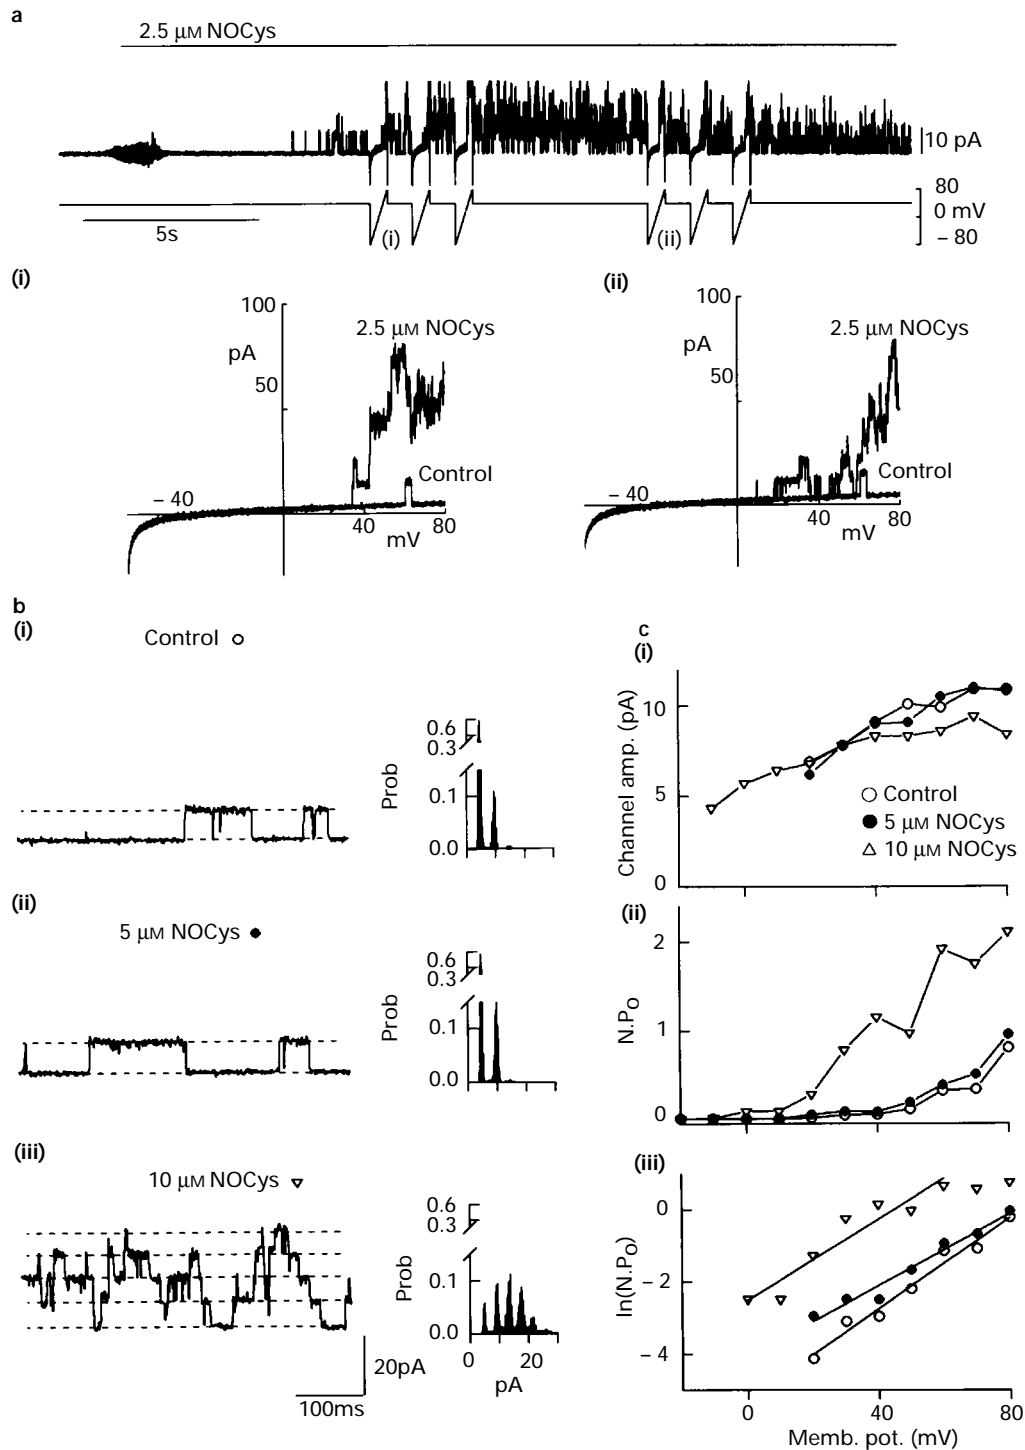 a
2.5 µM NOCys
10 pA
80
0 mV
– 80
5s
(i)
(ii)
(i)
100
pA
50
2.5 µM NOCys
Control
– 40
40
80
mV
(ii)
100
pA
50
2.5 µM NOCys
Control
– 40
40
80
mV
b
(i)
Control
0.6
0.3
Prob
0.1
0.0
(ii)
5 µM NOCys
0.6
0.3
Prob
0.1
0.0
(iii)
10 µM NOCys
0.6
0.3
Prob
0.1
0.0
0
20
pA
20pA
100ms
c
(i)
Channel amp. (pA)
10
5
0
Control
5 µM NOCys
10 µM NOCys
(ii)
N.PO
2
1
0
(iii)
ln(N.PO)
0
– 2
– 4
0
40
80
Memb. pot. (mV)